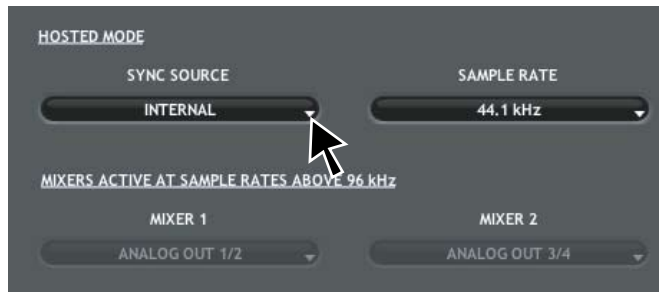 HOSTED MODE
SYNC SOURCE SAMPLE RATE
INTERNAL 44.1 kHz
MIXERS ACTIVE AT SAMPLE RATES ABOVE 96 kHz
MIXER 1 MIXER 2
ANALOG OUT 1/2 ANALOG OUT 3/4